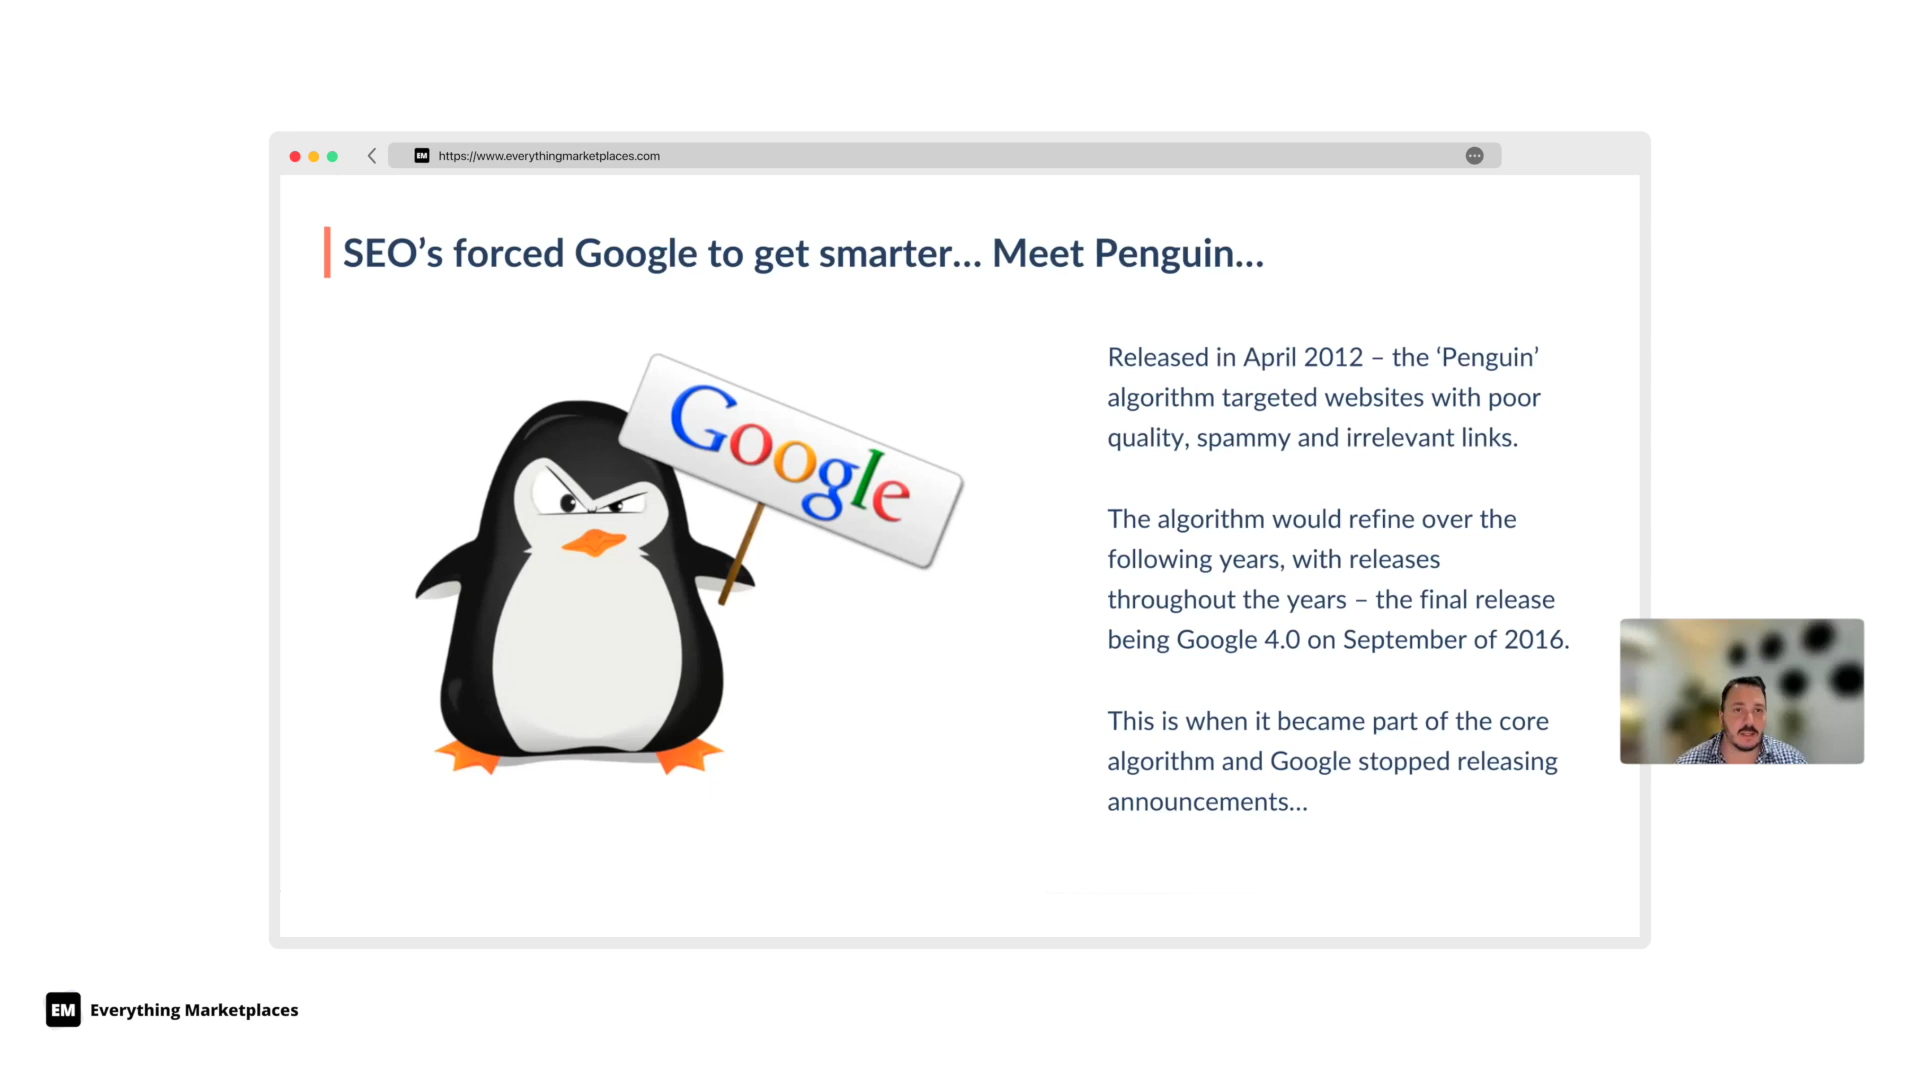 EM https://www.everythingmarketplaces.com
SEO’s forced Google to get smarter... Meet Penguin...
Google
Released in April 2012 – the ‘Penguin’
algorithm targeted websites with poor
quality, spammy and irrelevant links.
The algorithm would refine over the
following years, with releases
throughout the years – the final release
being Google 4.0 on September of 2016.
This is when it became part of the core
algorithm and Google stopped releasing
announcements...
EM Everything Marketplaces